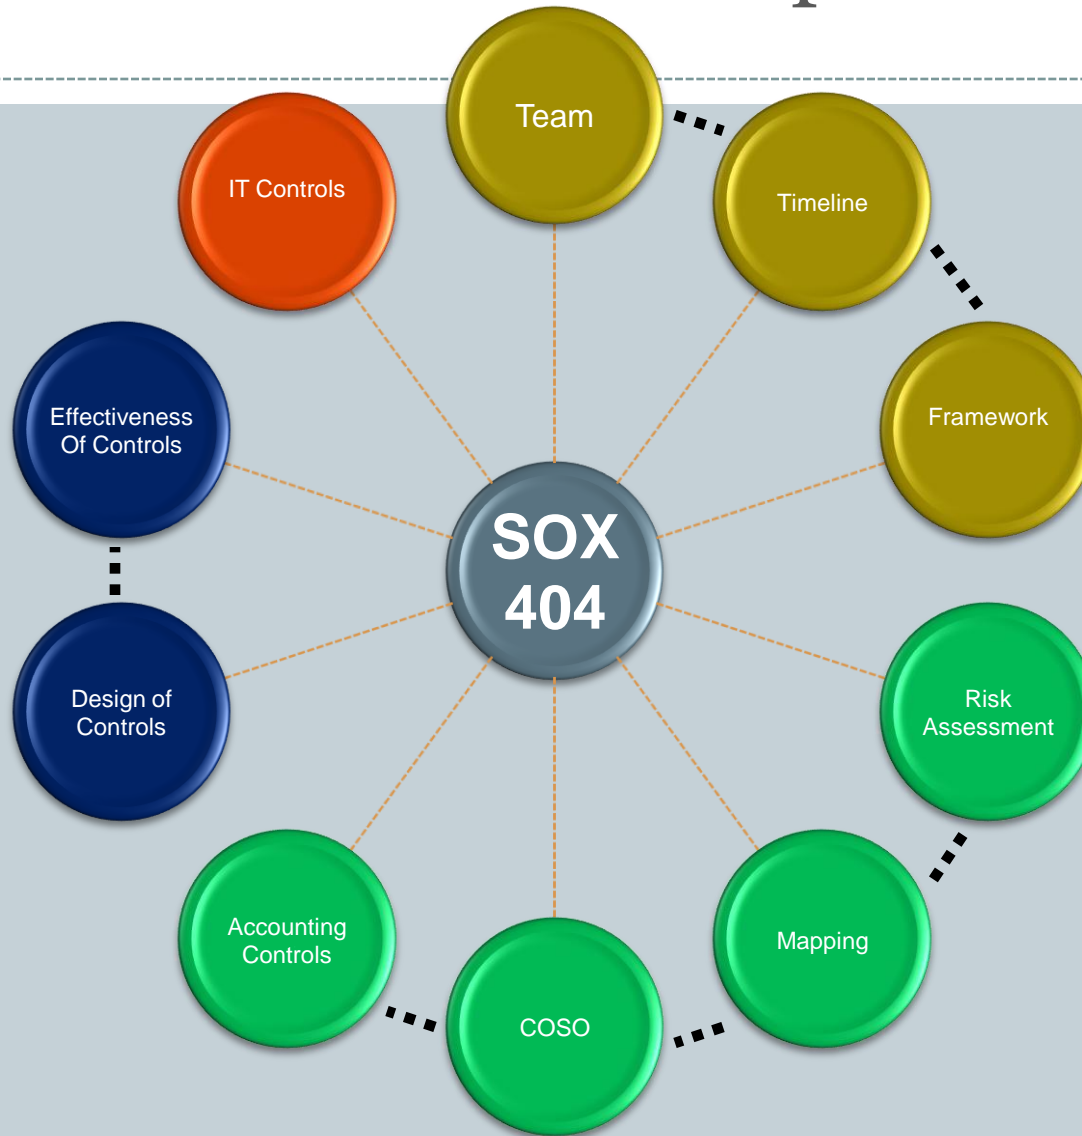 Team
Timeline
Framework
Risk
Assessment
Mapping
COSO
Accounting
Controls
Design of
Controls
Effectiveness
Of Controls
IT Controls
SOX
404